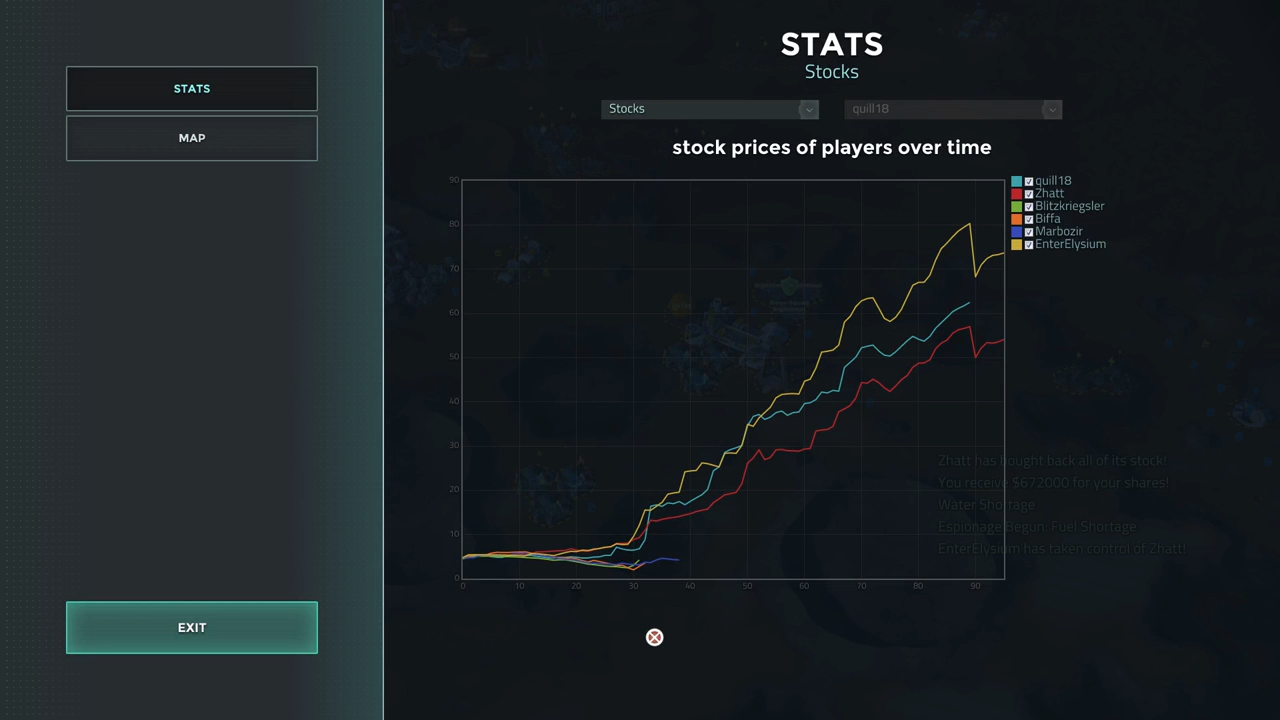 STATS
MAP
EXIT
STATS
Stocks
Stocks
quill18
stock prices of players over time
90
80
70
60
50
40
30
20
10
0
0 10 20 30 40 50 60 70 80 90
quill18
Zhatt
Blitzkriegsler
Biffa
Marbozir
EnterElysium
Zhatt has bought back all of its stock!
You receive $672000 for your shares!
Water Shortage
Espionage Begun: Fuel Shortage
EnterElysium has taken control of Zhatt!